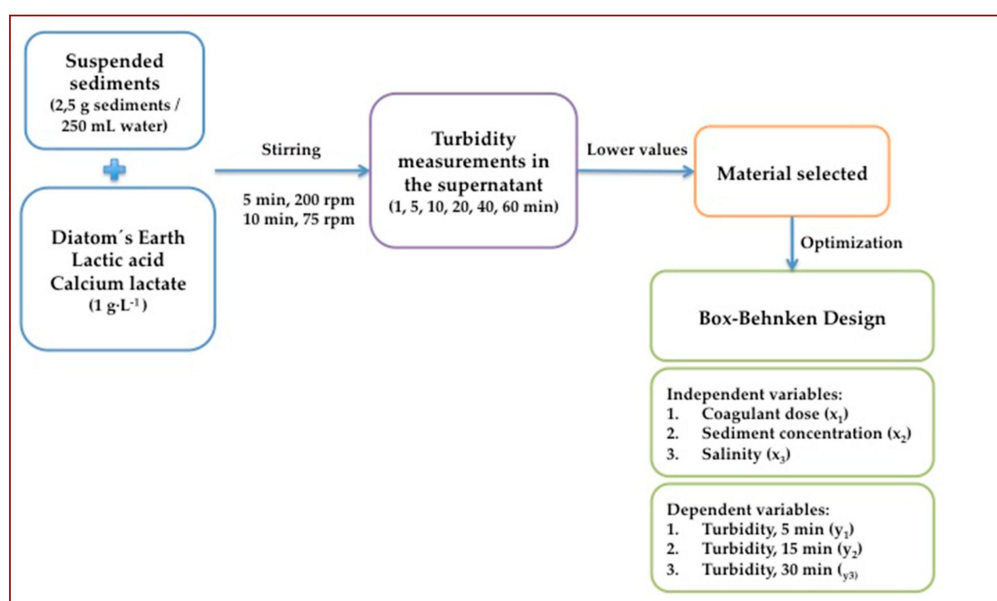 Suspended
sediments
(2,5 g sediments /
250 mL water)
Diatom´s Earth
Lactic acid
Calcium lactate
(1 g·L⁻¹)
Stirring
5 min, 200 rpm
10 min, 75 rpm
Turbidity
measurements in
the supernatant
(1, 5, 10, 20, 40, 60 min)
Lower values
Material selected
Optimization
Box-Behnken Design
Independent variables:
1. Coagulant dose (x₁)
2. Sediment concentration (x₂)
3. Salinity (x₃)
Dependent variables:
1. Turbidity, 5 min (y₁)
2. Turbidity, 15 min (y₂)
3. Turbidity, 30 min (y3)